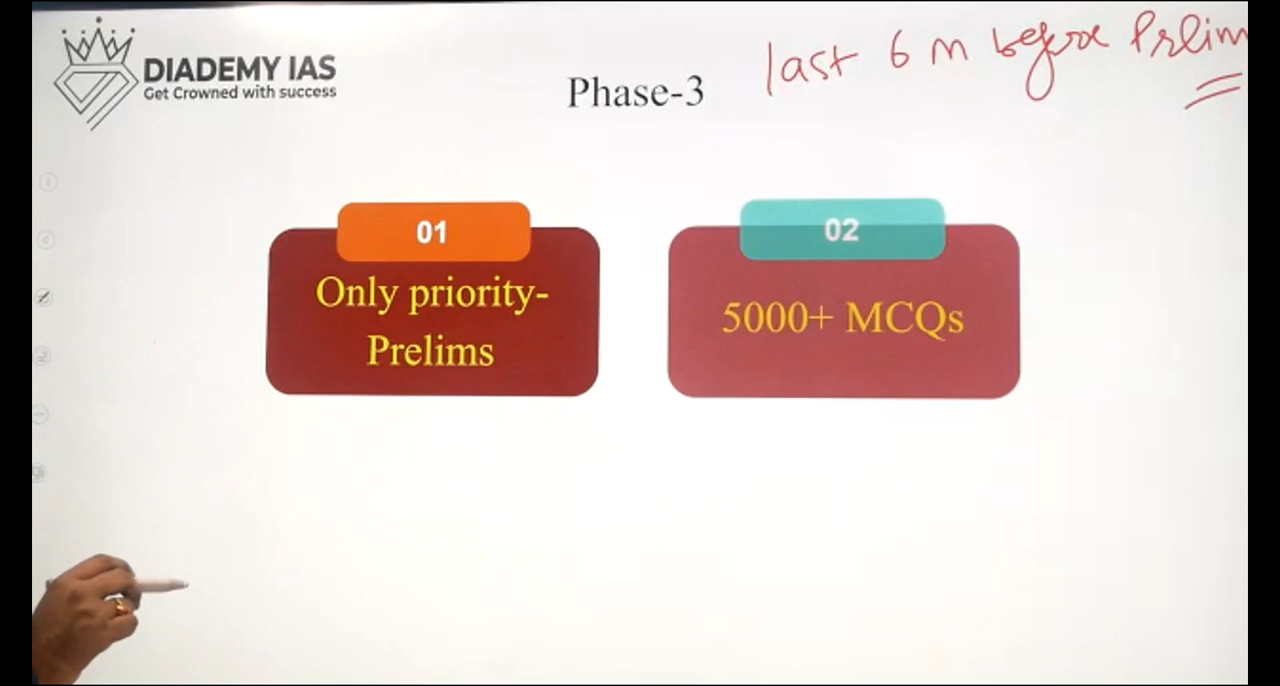 DIADEMY IAS
Get Crowned with success
Phase-3
last 6 m before Prelim
01
Only priority-
Prelims
02
5000+ MCQs